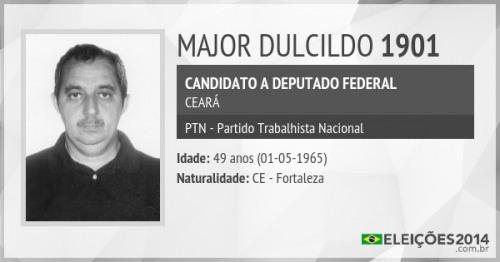 MAJOR DULCILDO 1901
CANDIDATO A DEPUTADO FEDERAL
CEARÁ
PTN - Partido Trabalhista Nacional
Idade: 49 anos (01-05-1965)
Naturalidade: CE - Fortaleza
ELEIÇÕES2014
.com.br